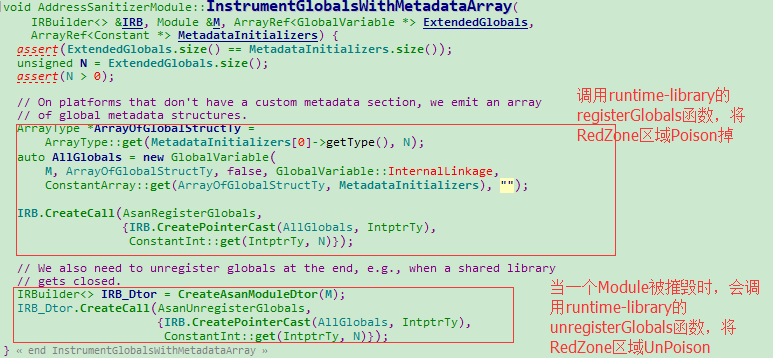 void AddressSanitizerModule::InstrumentGlobalsWithMetadataArray(
IRBuilder<> &IRB, Module &M, ArrayRef<GlobalVariable *> ExtendedGlobals,
ArrayRef<Constant *> MetadataInitializers) {
assert(ExtendedGlobals.size() == MetadataInitializers.size());
unsigned N = ExtendedGlobals.size();
assert(N > 0);
// On platforms that don't have a custom metadata section, we emit an array
// of global metadata structures.
ArrayType *ArrayOfGlobalStructTy =
ArrayType::get(MetadataInitializers[0]->getType(), N);
auto AllGlobals = new GlobalVariable(
M, ArrayOfGlobalStructTy, false, GlobalVariable::InternalLinkage,
ConstantArray::get(ArrayOfGlobalStructTy, MetadataInitializers), "");
IRB.CreateCall(AsanRegisterGlobals,
{IRB.CreatePointerCast(AllGlobals, IntptrTy),
ConstantInt::get(IntptrTy, N)});
调用runtime-library的
registerGlobals函数，将
RedZone区域Poison掉
// We also need to unregister globals at the end, e.g., when a shared library
// gets closed.
IRBuilder<> IRB_Dtor = CreateAsanModuleDtor(M);
IRB_Dtor.CreateCall(AsanUnregisterGlobals,
{IRB.CreatePointerCast(AllGlobals, IntptrTy),
ConstantInt::get(IntptrTy, N)});
} « end InstrumentGlobalsWithMetadataArray »
当一个Module被摧毁时，会调
用runtime-library的
unregisterGlobals函数，将
RedZone区域UnPoison